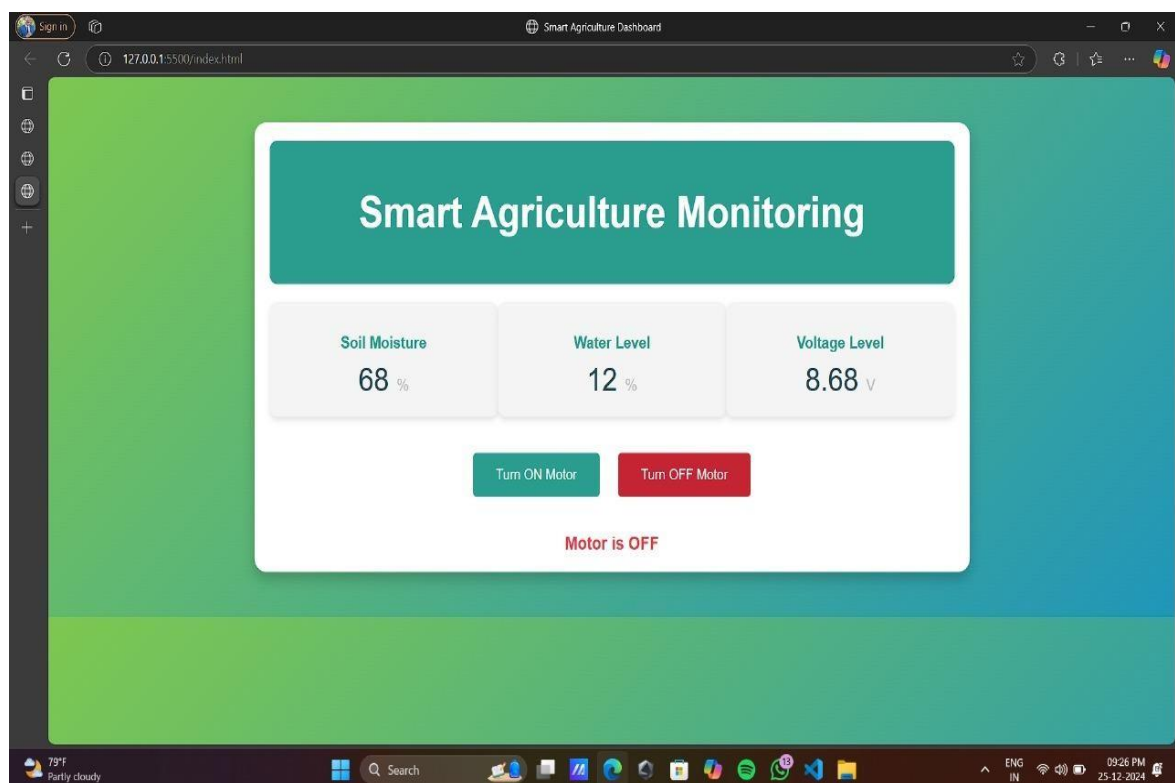 Sign in
Smart Agriculture Dashboard
127.0.0.1:5500/index.html
Smart Agriculture Monitoring
Soil Moisture Water Level Voltage Level
68 % 12 % 8.68 V
Turn ON Motor Turn OFF Motor
Motor is OFF
79°F
Partly cloudy
Search
13
ENG
IN
09:26 PM
25-12-2024